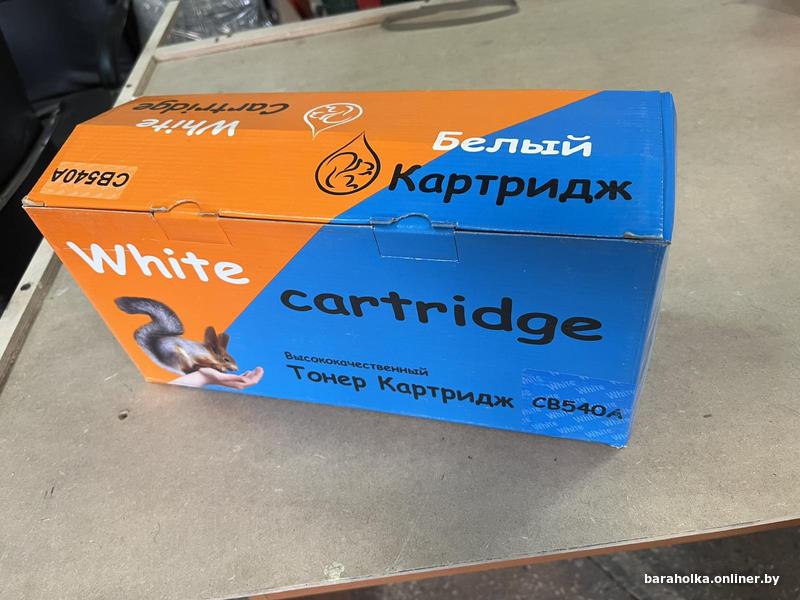 White
Cartridge
CB540A
Белый
Картридж
White
cartridge
Высококачественный
Тонер Картридж
CB540A
baraholka.onliner.by